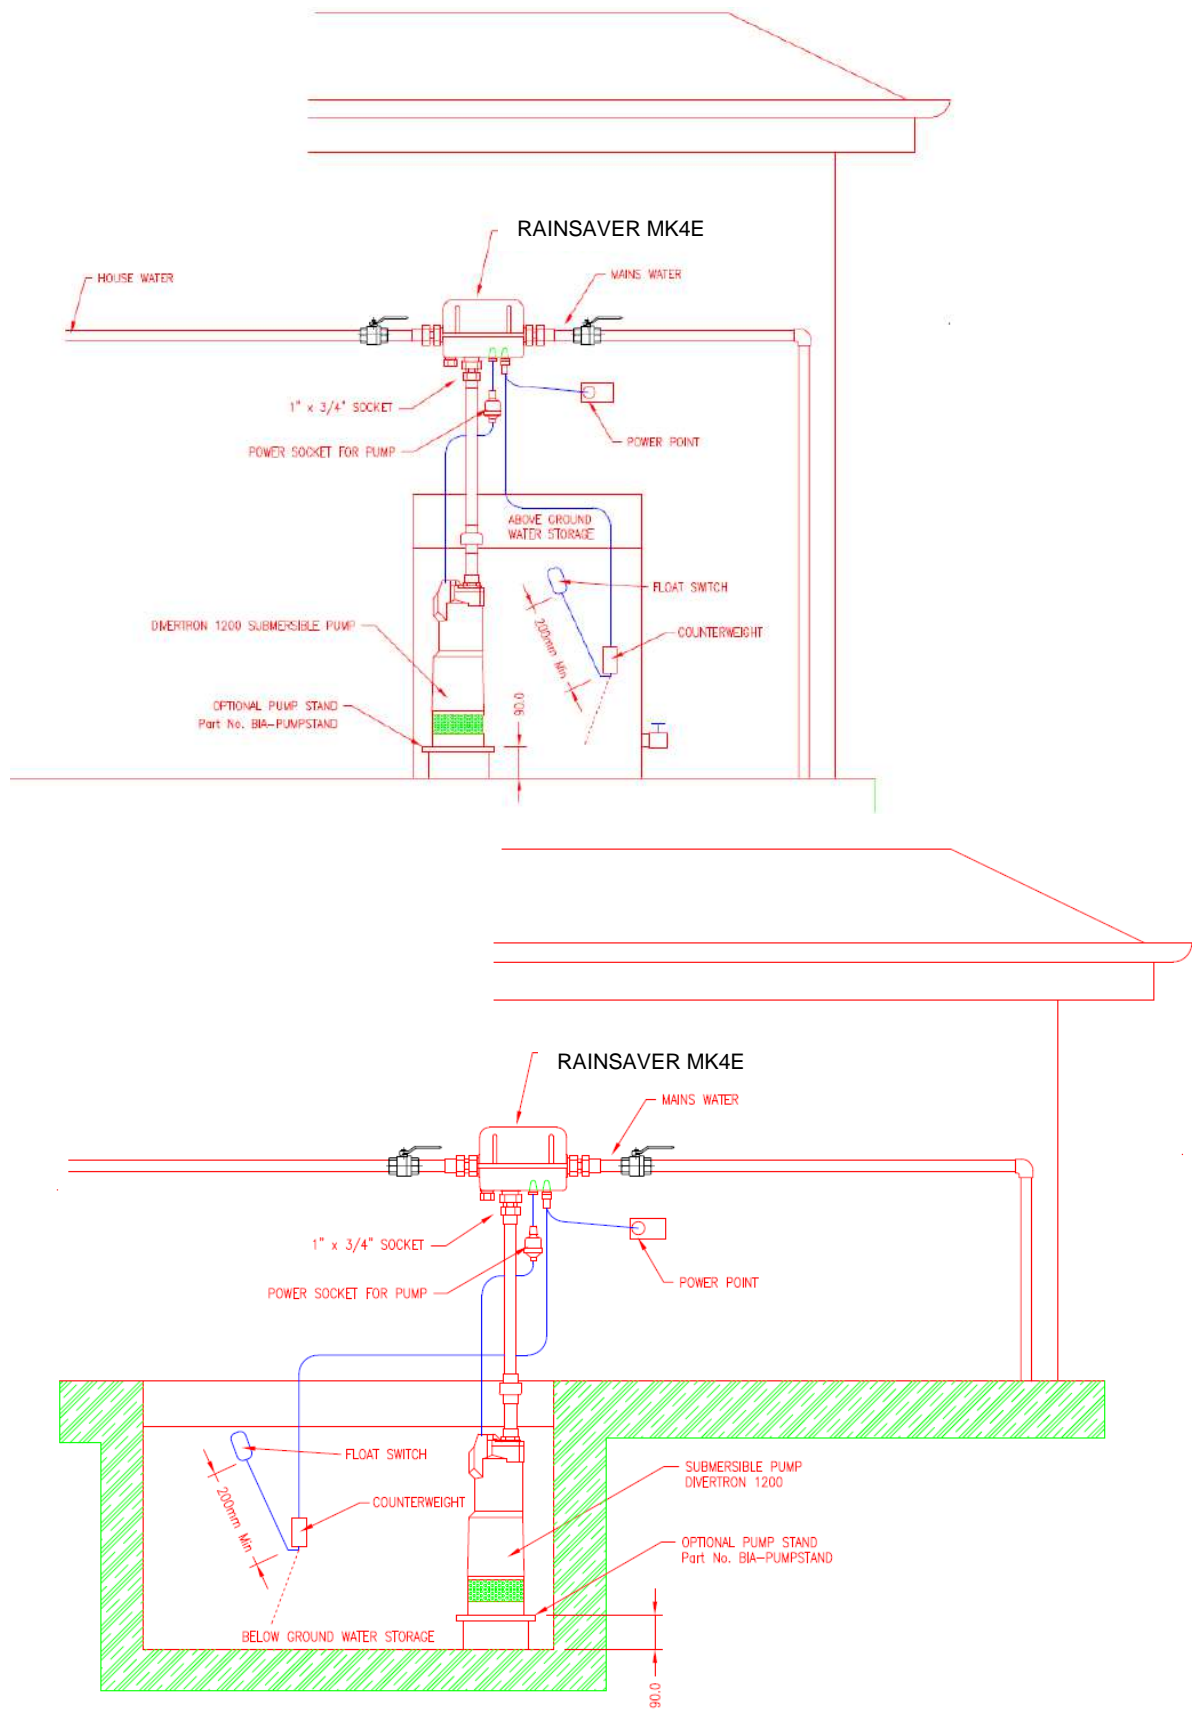 RAINSAVER MK4E
HOUSE WATER
MAINS WATER
1" x 3/4" SOCKET
POWER SOCKET FOR PUMP
POWER POINT
ABOVE GROUND
WATER STORAGE
FLOAT SWITCH
200mm Min
COUNTERWEIGHT
DIVERTRON 1200 SUBMERSIBLE PUMP
OPTIONAL PUMP STAND
Part No. BIA-PUMPSTAND
90.0
RAINSAVER MK4E
MAINS WATER
1" x 3/4" SOCKET
POWER SOCKET FOR PUMP
POWER POINT
FLOAT SWITCH
200mm Min
COUNTERWEIGHT
SUBMERSIBLE PUMP
DIVERTRON 1200
OPTIONAL PUMP STAND
Part No. BIA-PUMPSTAND
BELOW GROUND WATER STORAGE
90.0